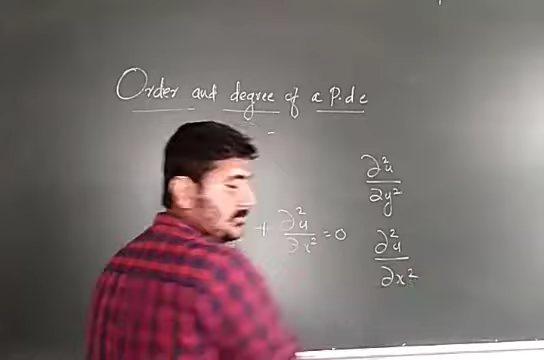 Order and degree of a P.d.e
+ ∂²u/∂x² = 0
∂²u/∂y²
∂²u/∂x²